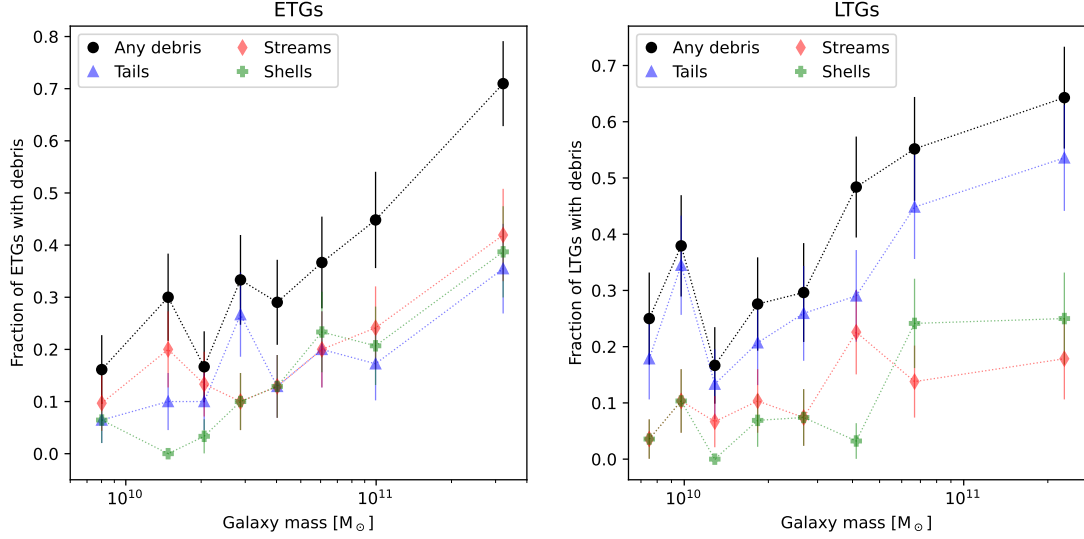 ETGs
Any debris
Tails
Streams
Shells
0.8
0.7
0.6
0.5
0.4
0.3
0.2
0.1
0.0
Fraction of ETGs with debris
10¹⁰
10¹¹
Galaxy mass [M☉]
LTGs
Any debris
Tails
Streams
Shells
0.7
0.6
0.5
0.4
0.3
0.2
0.1
0.0
Fraction of LTGs with debris
10¹⁰
10¹¹
Galaxy mass [M☉]